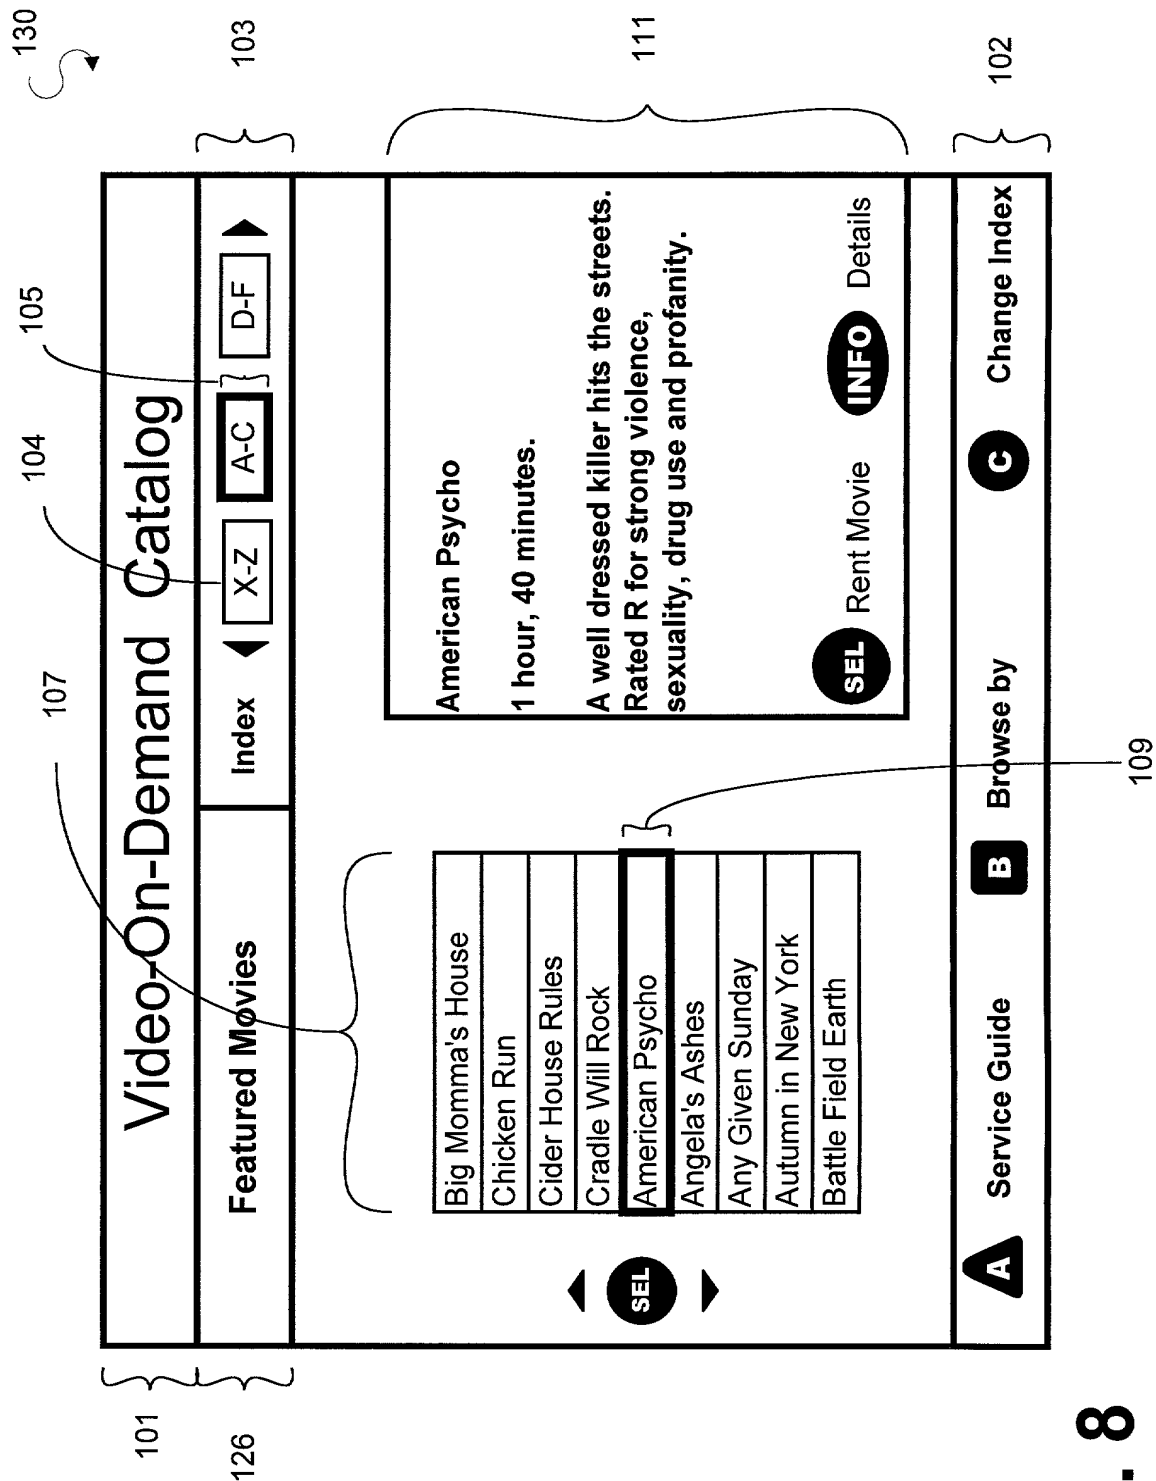 130
107
104
105
101
Video-On-Demand Catalog
126
Featured Movies
Index
X-Z
A-C
D-F
103
Big Momma's House
Chicken Run
Cider House Rules
Cradle Will Rock
American Psycho
Angela's Ashes
Any Given Sunday
Autumn in New York
Battle Field Earth
SEL
109
American Psycho
1 hour, 40 minutes.
A well dressed killer hits the streets.
Rated R for strong violence,
sexuality, drug use and profanity.
SEL Rent Movie INFO Details
111
A Service Guide B Browse by C Change Index
102
. 8